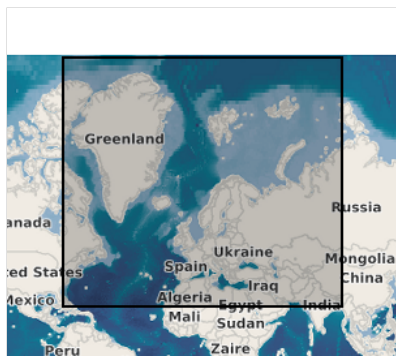 Greenland
anada
Russia
Ukraine
ted States
Spain
Mongolia
Iraq
China
Mexico
Algeria
Egypt
India
Mali
Sudan
Peru
Zaire